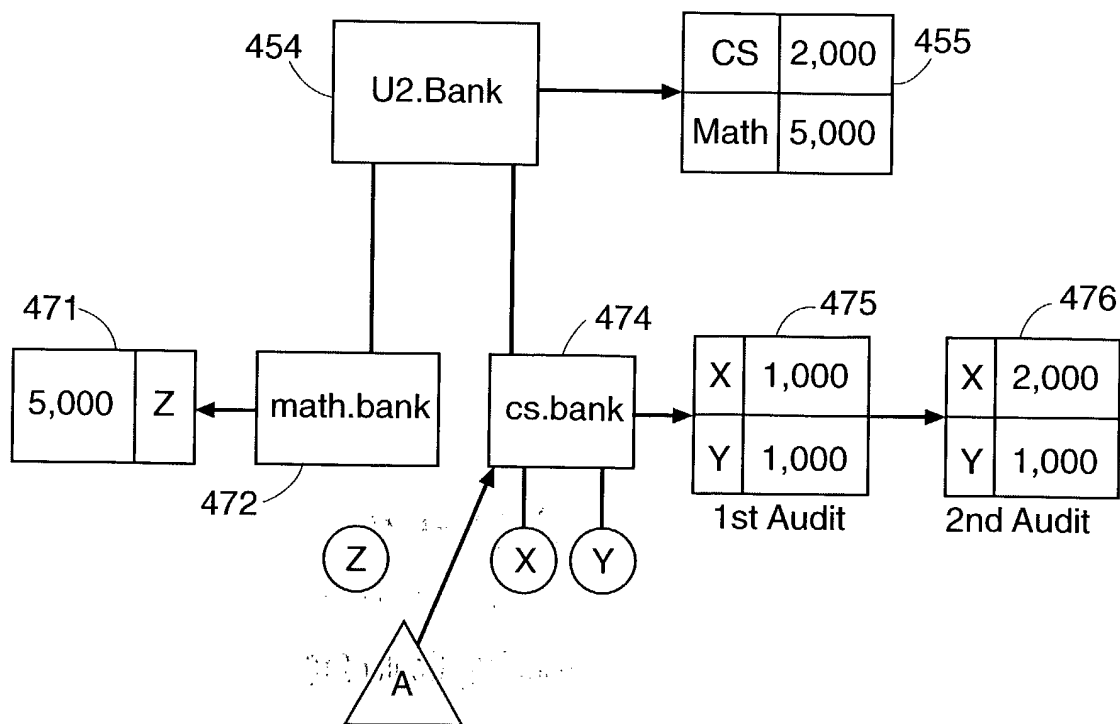 454
U2.Bank
CS 2,000
Math 5,000
455
471
5,000 Z
math.bank
472
474
cs.bank
475
X 1,000
Y 1,000
1st Audit
476
X 2,000
Y 1,000
2nd Audit
Z
X
Y
A